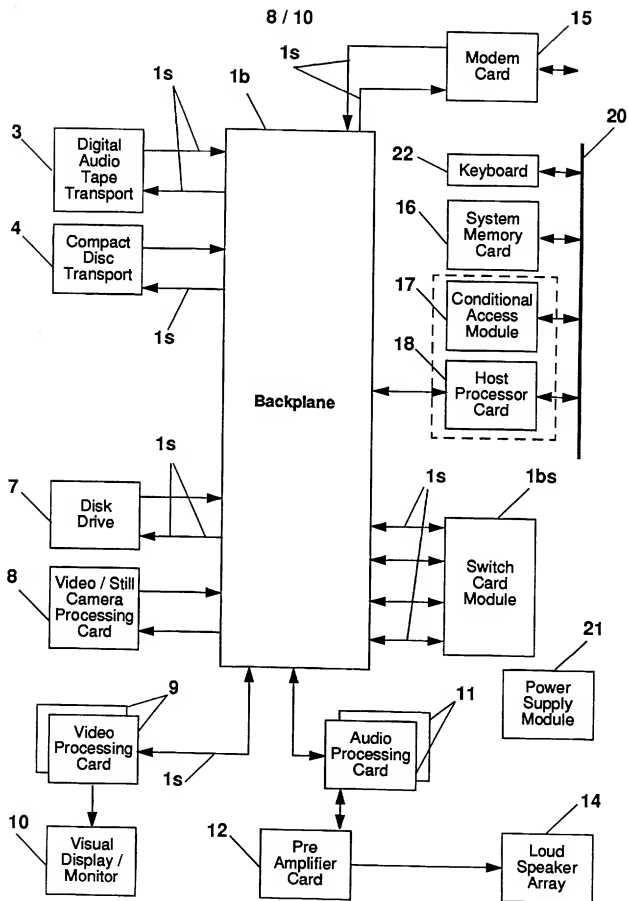 8 / 10
15
1s
Modem
Card
1s
1b
3
Digital
Audio
Tape
Transport
20
22
Keyboard
4
Compact
Disc
Transport
16
System
Memory
Card
1s
17
Conditional
Access
Module
18
Host
Processor
Card
Backplane
7
Disk
Drive
1s
1s
1bs
Switch
Card
Module
8
Video / Still
Camera
Processing
Card
21
Power
Supply
Module
9
Video
Processing
Card
1s
11
Audio
Processing
Card
10
Visual
Display /
Monitor
12
Pre
Amplifier
Card
14
Loud
Speaker
Array